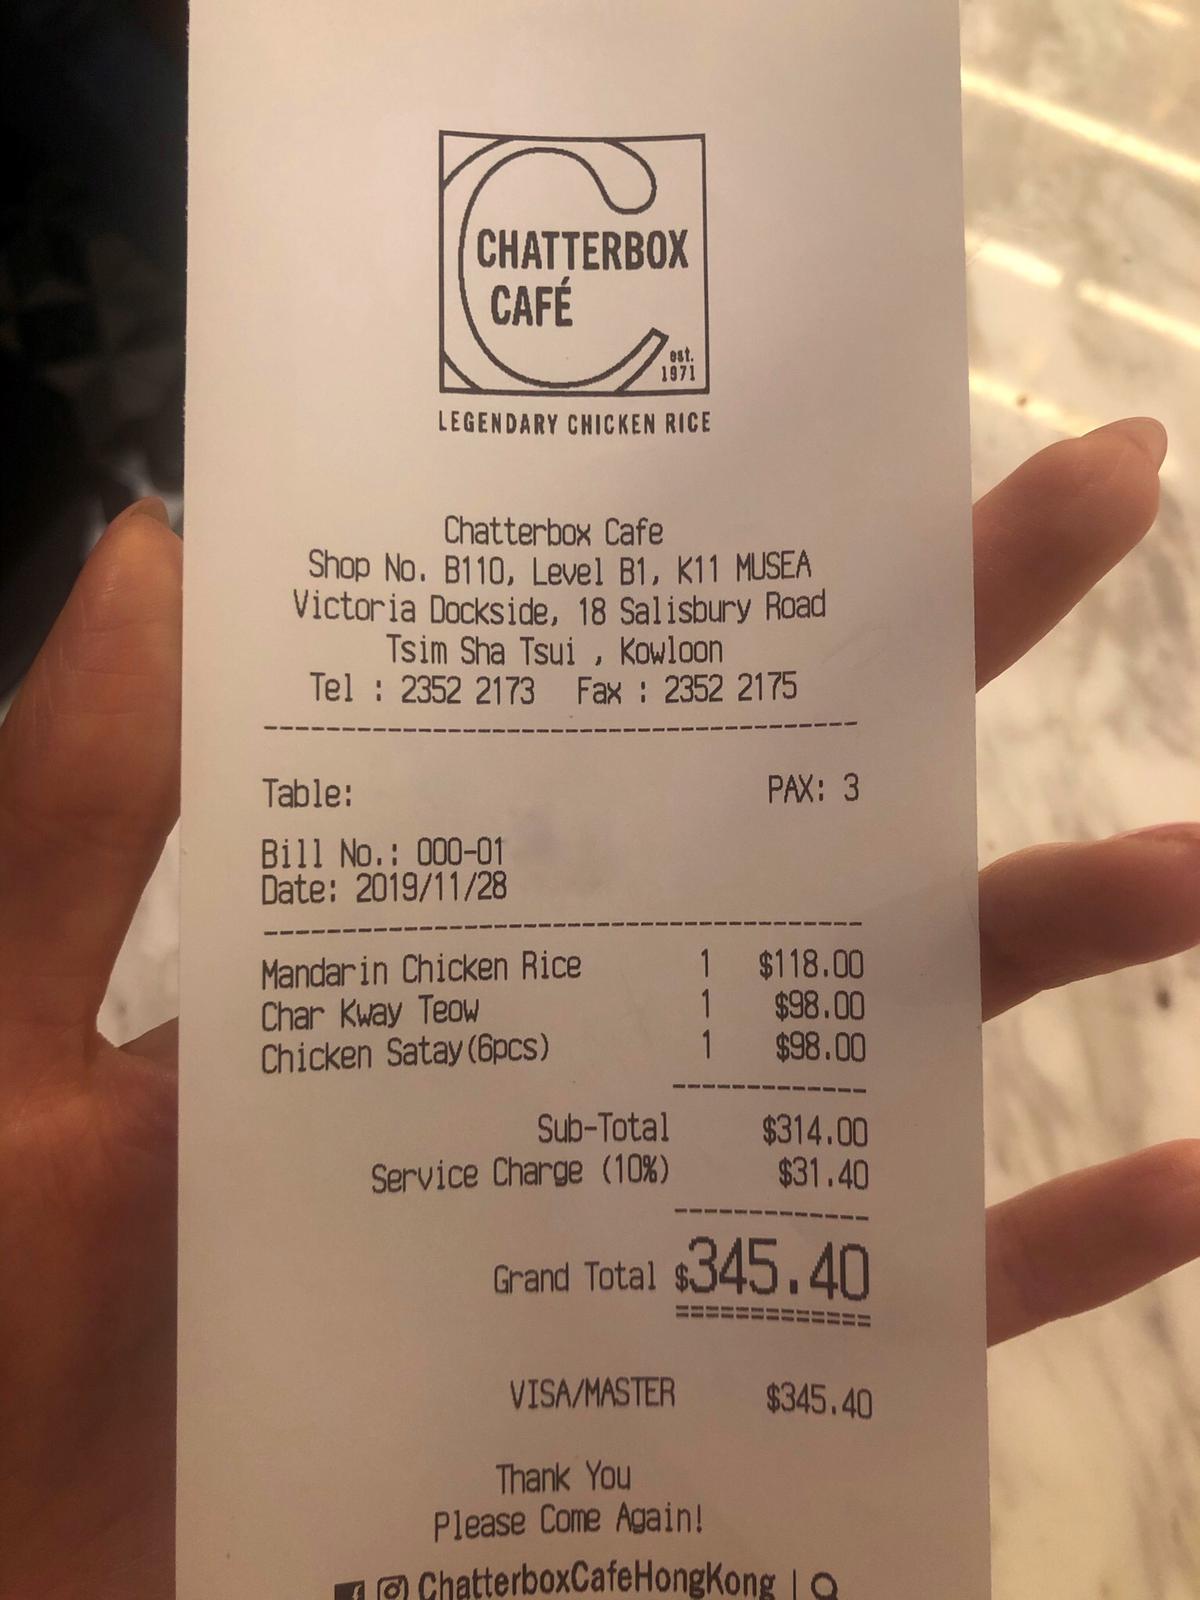 CHATTERBOX
CAFÉ
est.
1971
LEGENDARY CHICKEN RICE
Chatterbox Cafe
Shop No. B110, Level B1, K11 MUSEA
Victoria Dockside, 18 Salisbury Road
Tsim Sha Tsui , Kowloon
Tel : 2352 2173 Fax : 2352 2175
------------------------------------
Table: PAX: 3
Bill No.: 000-01
Date: 2019/11/28
------------------------------------
Mandarin Chicken Rice 1 $118.00
Char Kway Teow 1 $98.00
Chicken Satay(6pcs) 1 $98.00
------------
Sub-Total $314.00
Service Charge (10%) $31.40
------------
Grand Total $345.40
============
VISA/MASTER $345.40
Thank You
Please Come Again!
ChatterboxCafeHongKong |